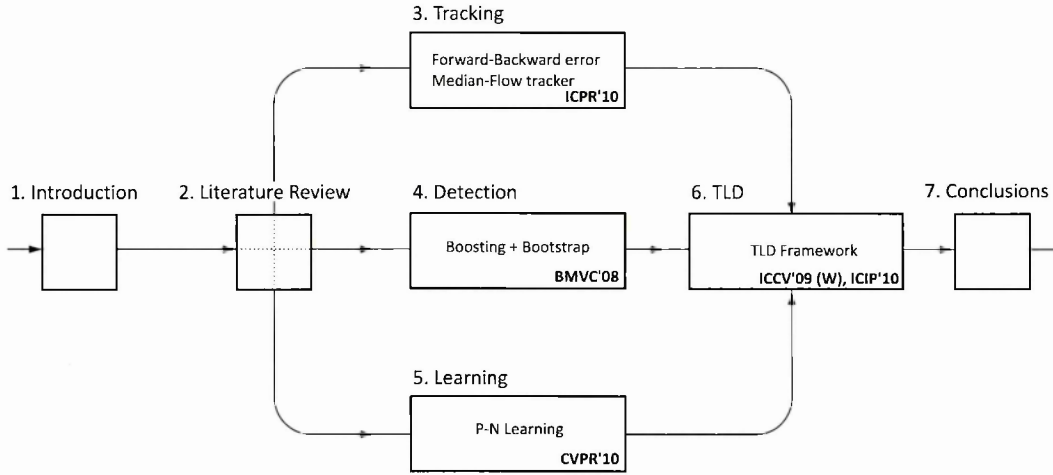 3. Tracking
Forward-Backward error
Median-Flow tracker
ICPR'10
1. Introduction
2. Literature Review
4. Detection
Boosting + Bootstrap
BMVC'08
6. TLD
TLD Framework
ICCV'09 (W), ICIP'10
7. Conclusions
5. Learning
P-N Learning
CVPR'10